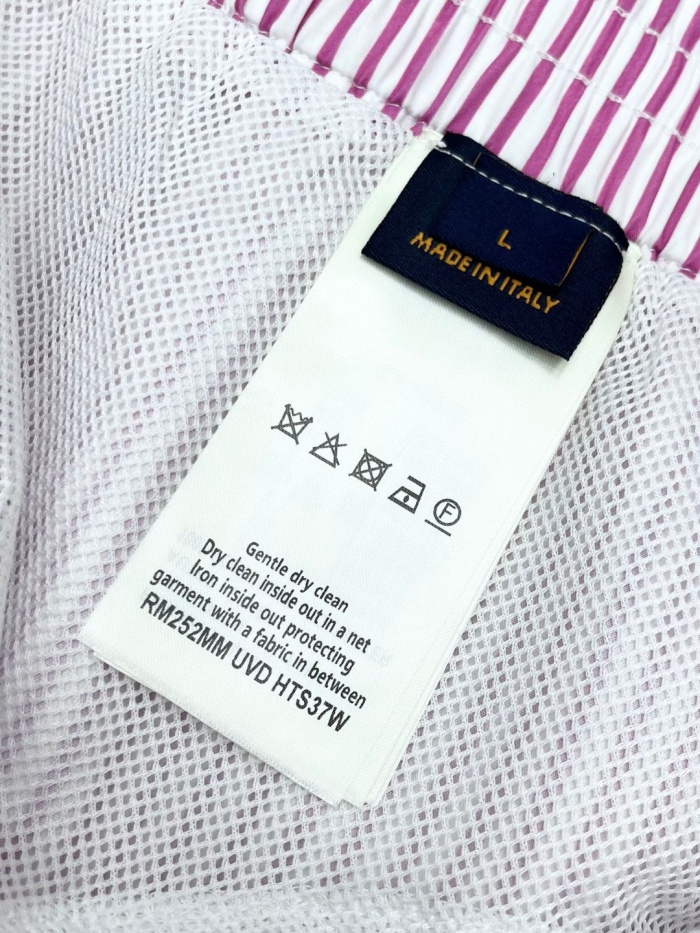 L
MADE IN ITALY
F
Gentle dry clean
Dry clean inside out in a net
Iron inside out protecting
garment with a fabric in between
RM252MM UVD HTS37W